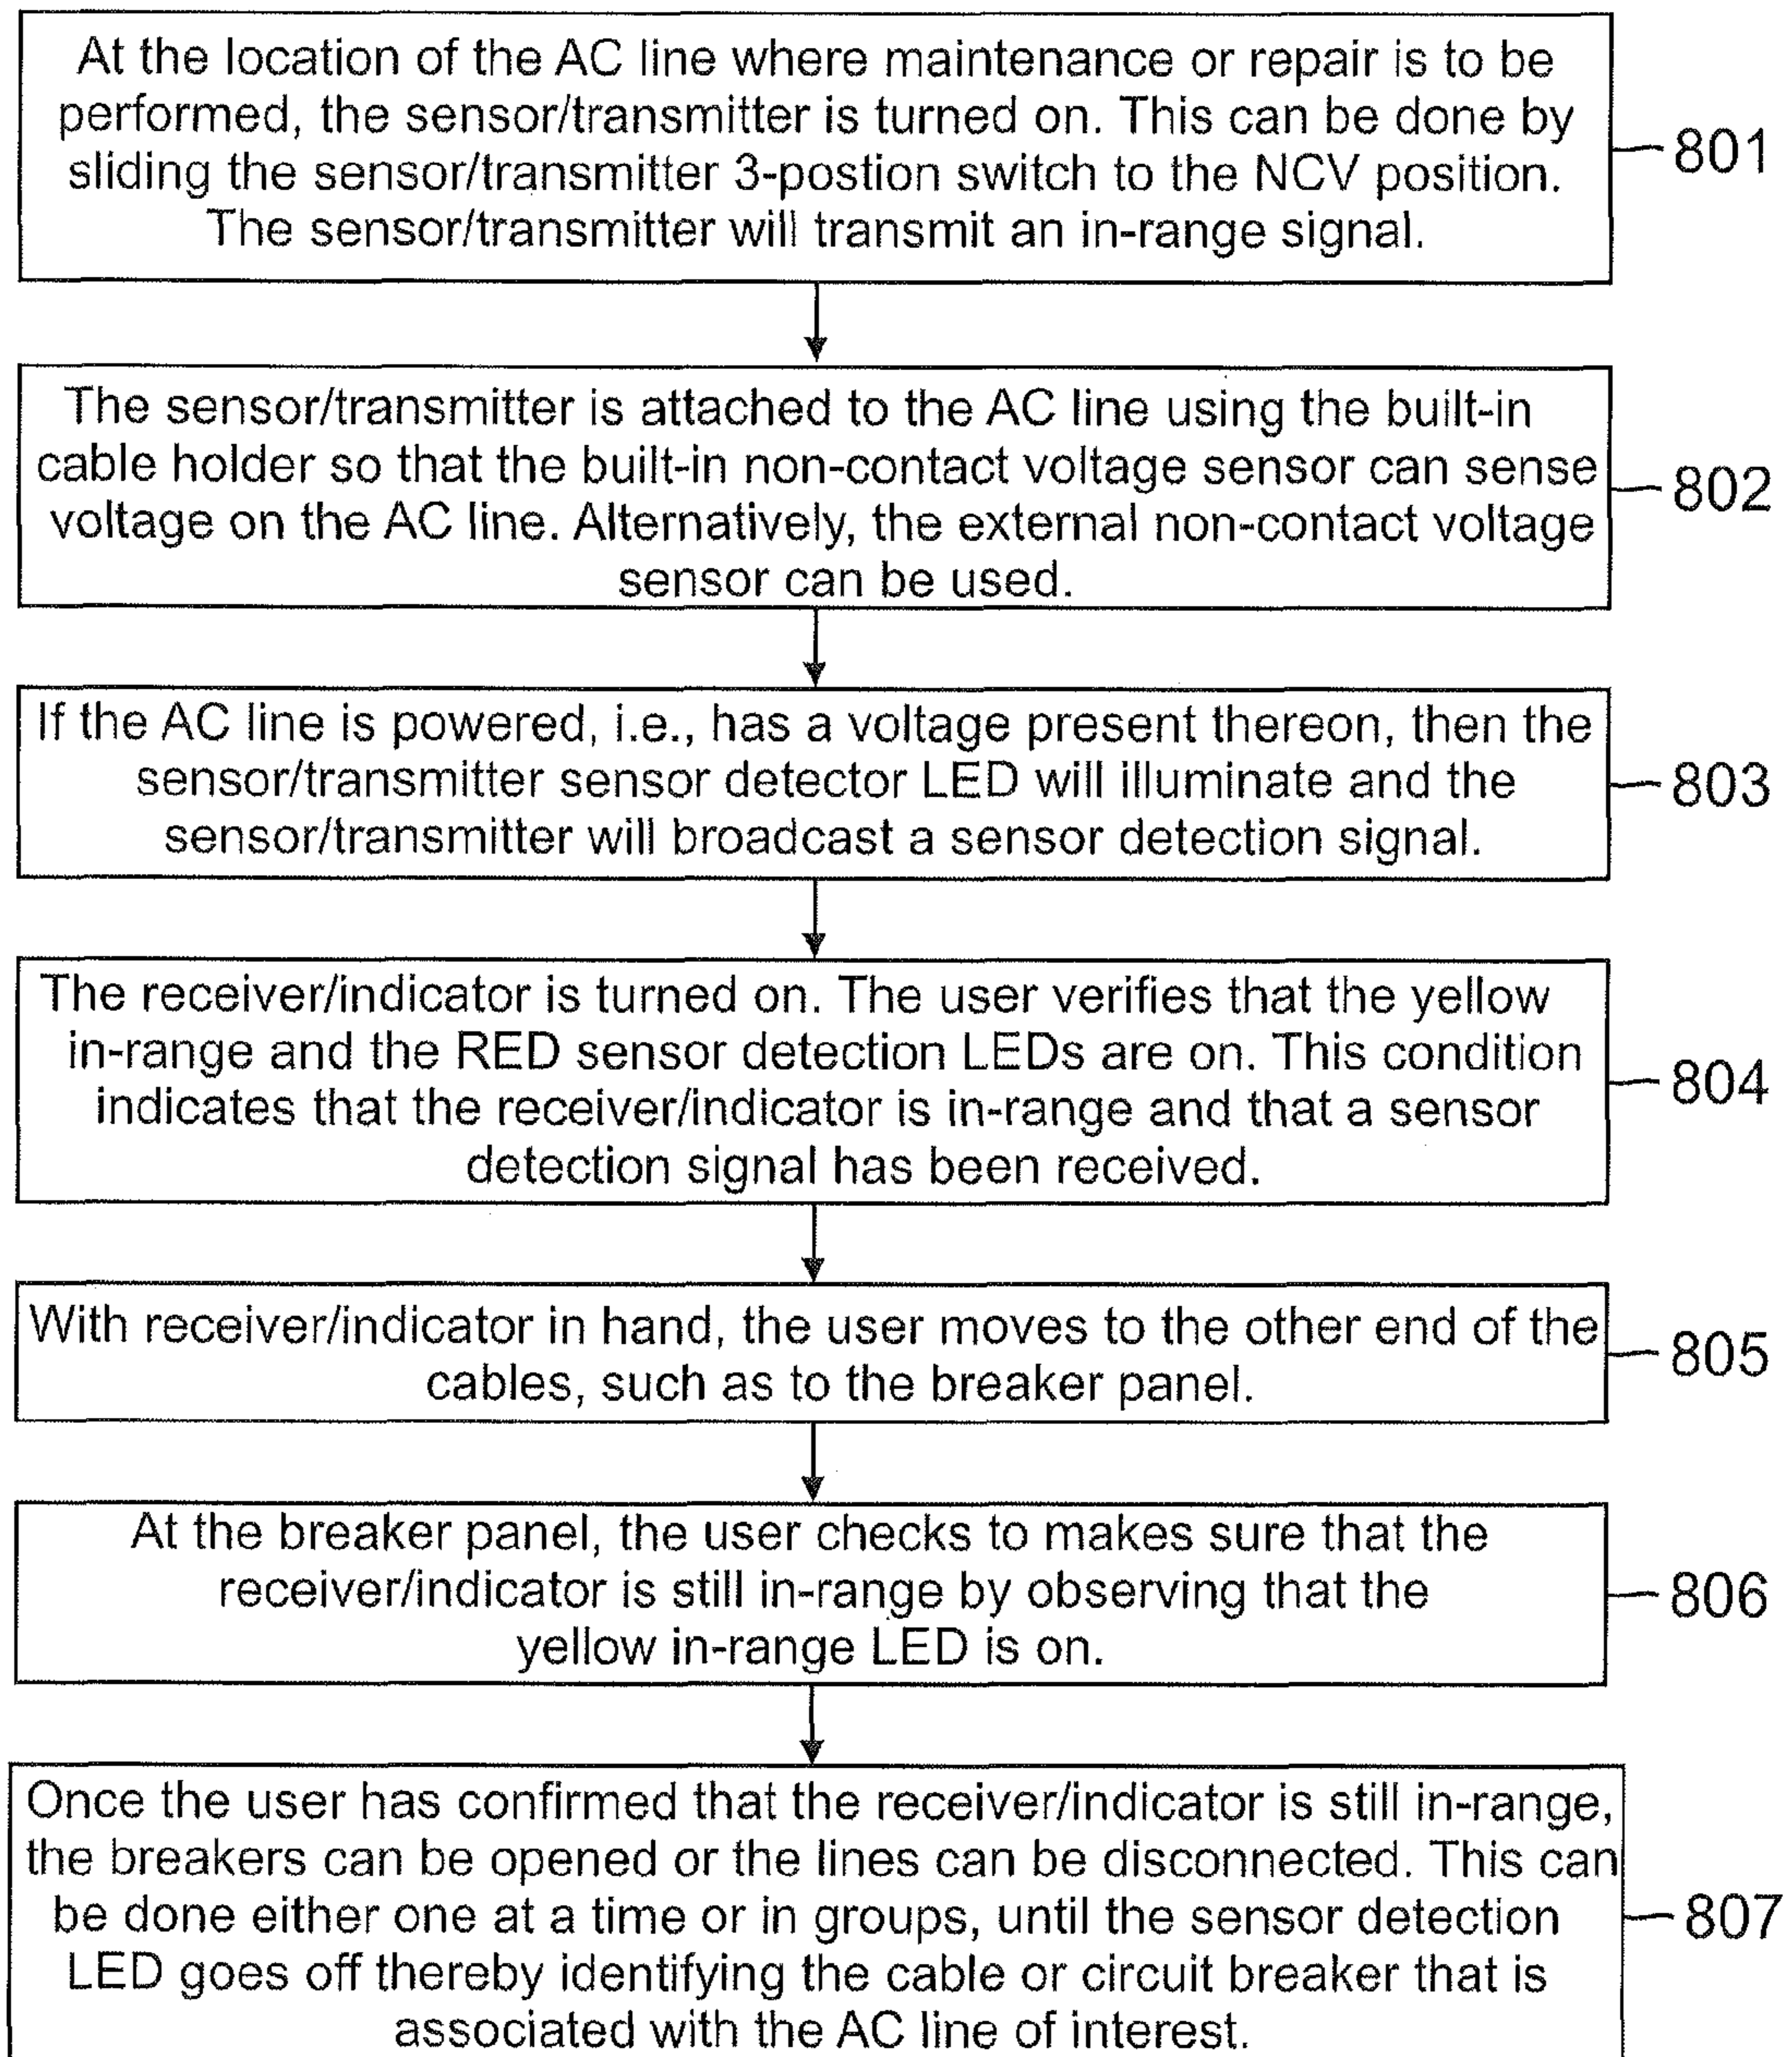 At the location of the AC line where maintenance or repair is to be
performed, the sensor/transmitter is turned on. This can be done by
sliding the sensor/transmitter 3-postion switch to the NCV position.
The sensor/transmitter will transmit an in-range signal.
801
The sensor/transmitter is attached to the AC line using the built-in
cable holder so that the built-in non-contact voltage sensor can sense
voltage on the AC line. Alternatively, the external non-contact voltage
sensor can be used.
802
If the AC line is powered, i.e., has a voltage present thereon, then the
sensor/transmitter sensor detector LED will illuminate and the
sensor/transmitter will broadcast a sensor detection signal.
803
The receiver/indicator is turned on. The user verifies that the yellow
in-range and the RED sensor detection LEDs are on. This condition
indicates that the receiver/indicator is in-range and that a sensor
detection signal has been received.
804
With receiver/indicator in hand, the user moves to the other end of the
cables, such as to the breaker panel.
805
At the breaker panel, the user checks to makes sure that the
receiver/indicator is still in-range by observing that the
yellow in-range LED is on.
806
Once the user has confirmed that the receiver/indicator is still in-range,
the breakers can be opened or the lines can be disconnected. This can
be done either one at a time or in groups, until the sensor detection
LED goes off thereby identifying the cable or circuit breaker that is
associated with the AC line of interest.
807